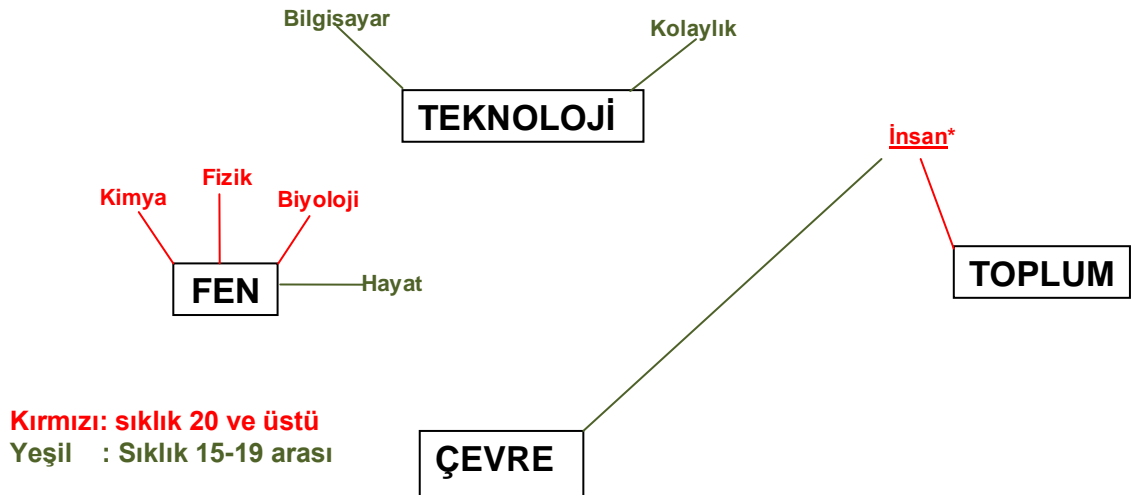 Bilgisayar
Kolaylık
TEKNOLOJİ
İnsan*
Fizik
Kimya
Biyoloji
FEN
Hayat
TOPLUM
Kırmızı: sıklık 20 ve üstü
Yeşil : Sıklık 15-19 arası
ÇEVRE